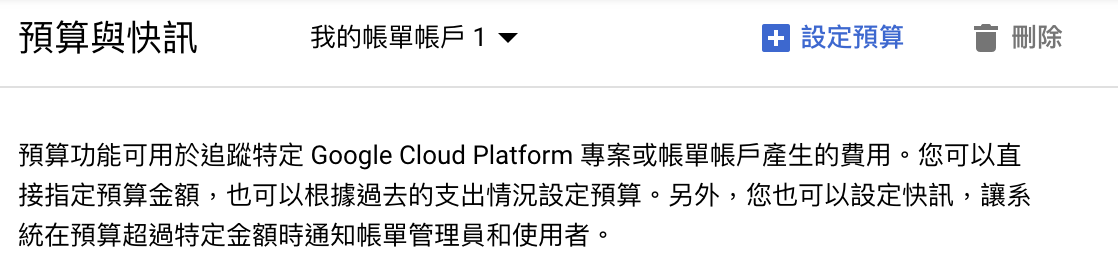 預算與快訊 我的帳單帳戶 1 設定預算 刪除
預算功能可用於追蹤特定 Google Cloud Platform 專案或帳單帳戶產生的費用。您可以直
接指定預算金額，也可以根據過去的支出情況設定預算。另外，您也可以設定快訊，讓系
統在預算超過特定金額時通知帳單管理員和使用者。